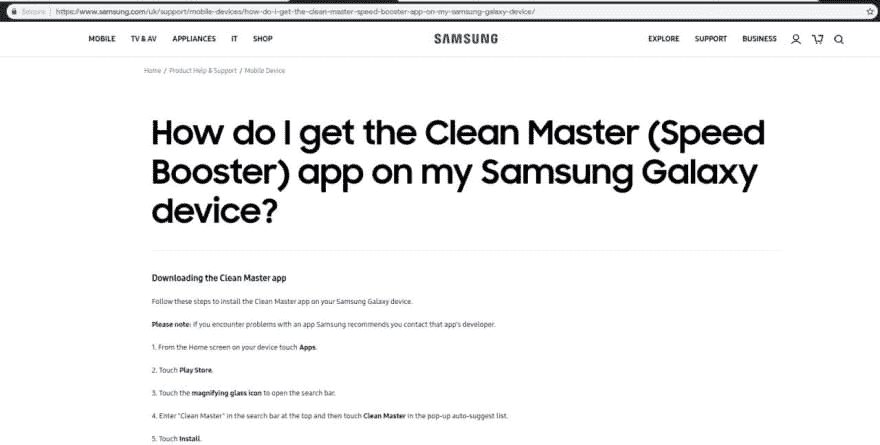 Secure | https://www.samsung.com/uk/support/mobile-devices/how-do-i-get-the-clean-master-speed-booster-app-on-my-samsung-galaxy-device/
MOBILE TV & AV APPLIANCES IT SHOP SAMSUNG EXPLORE SUPPORT BUSINESS
Home / Product Help & Support / Mobile Device
How do I get the Clean Master (Speed
Booster) app on my Samsung Galaxy
device?
Downloading the Clean Master app
Follow these steps to install the Clean Master app on your Samsung Galaxy device.
Please note: if you encounter problems with an app Samsung recommends you contact that app's developer.
1. From the Home screen on your device touch Apps.
2. Touch Play Store.
3. Touch the magnifying glass icon to open the search bar.
4. Enter "Clean Master" in the search bar at the top and then touch Clean Master in the pop-up auto-suggest list.
5. Touch Install.